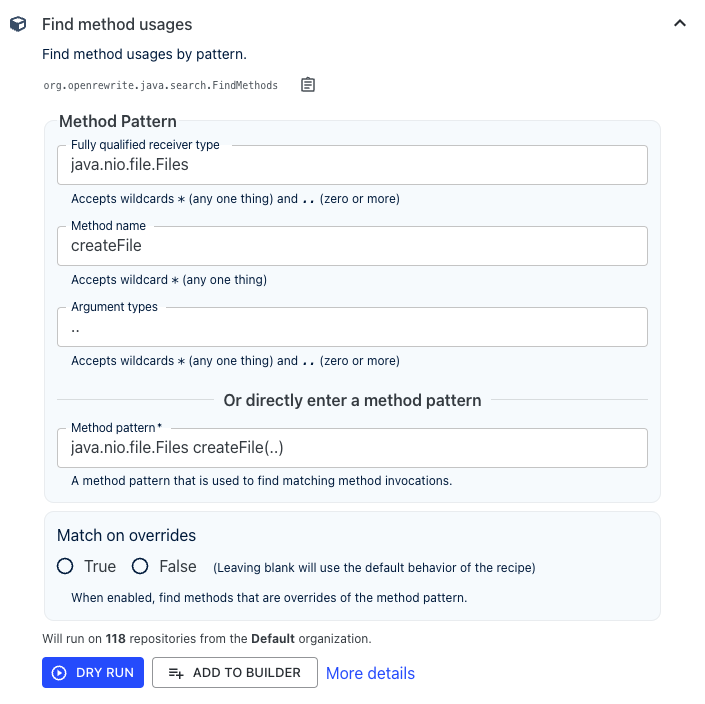 Find method usages
Find method usages by pattern.
org.openrewrite.java.search.FindMethods
Method Pattern
Fully qualified receiver type
java.nio.file.Files
Accepts wildcards * (any one thing) and .. (zero or more)
Method name
createFile
Accepts wildcard * (any one thing)
Argument types
..
Accepts wildcards * (any one thing) and .. (zero or more)
Or directly enter a method pattern
Method pattern*
java.nio.file.Files createFile(..)
A method pattern that is used to find matching method invocations.
Match on overrides
True False (Leaving blank will use the default behavior of the recipe)
When enabled, find methods that are overrides of the method pattern.
Will run on 118 repositories from the Default organization.
DRY RUN ADD TO BUILDER More details